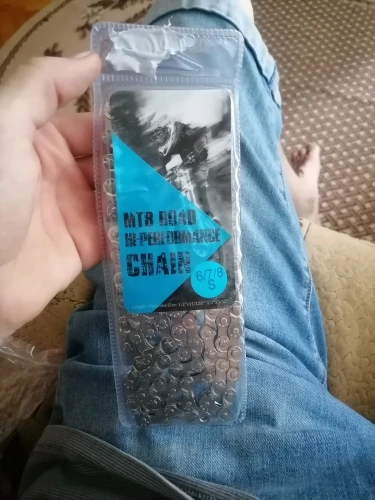 MTB ROAD
HI-PERFORMANCE
CHAIN
6/7/8
S